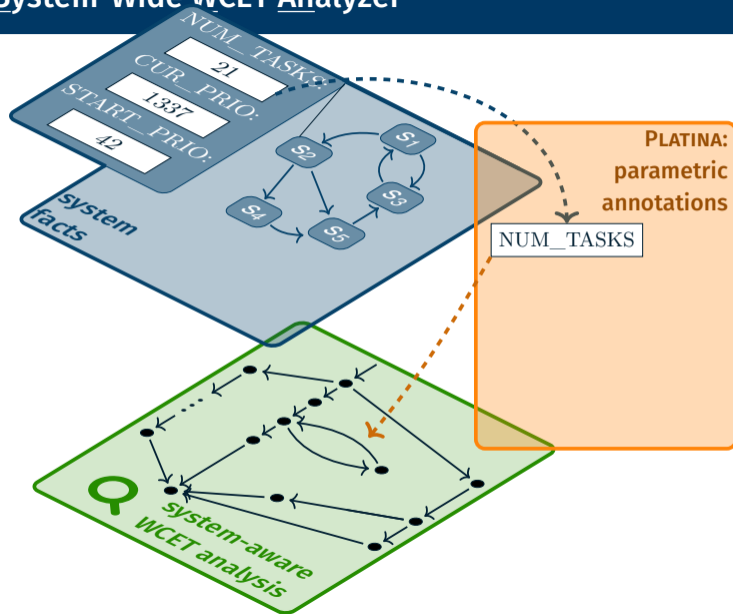 System-Wide WCET Analyzer
NUM_TASKS:
21
CUR_PRIO:
1337
START_PRIO:
42
S1
S2
S3
S4
S5
system
facts
PLATINA:
parametric
annotations
NUM_TASKS
system-aware
WCET analysis